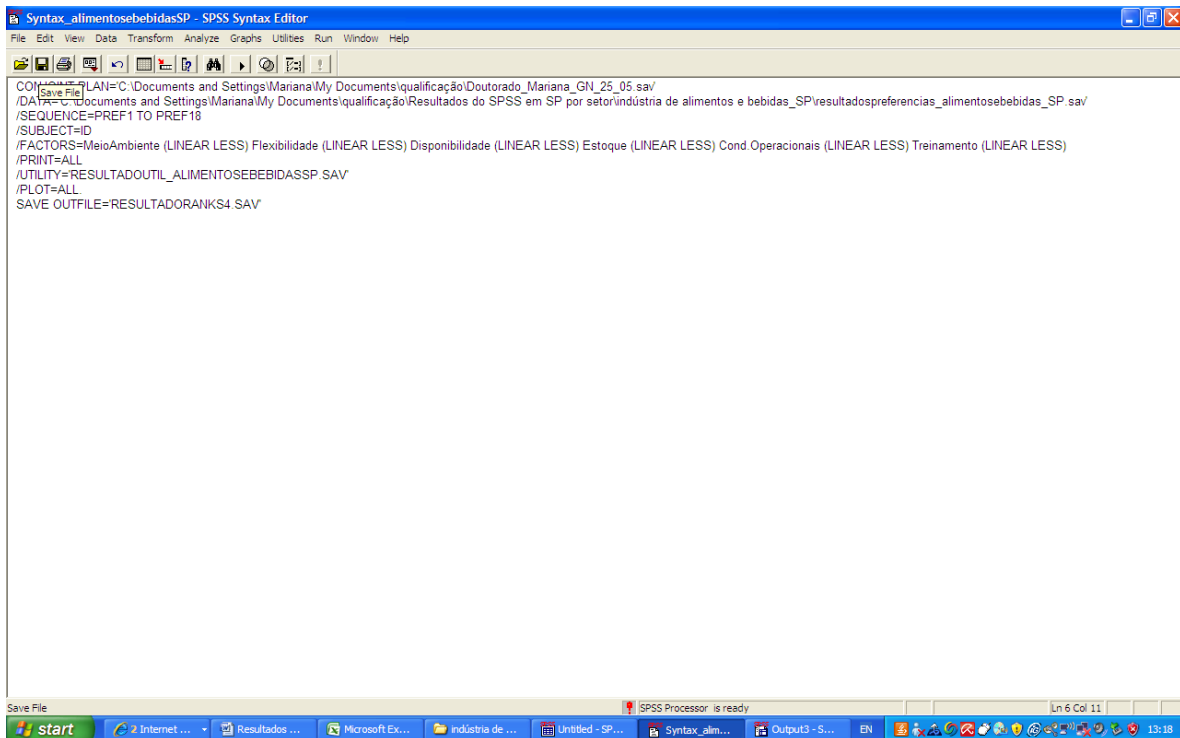 Syntax_alimentosebebidasSP - SPSS Syntax Editor
File Edit View Data Transform Analyze Graphs Utilities Run Window Help
CONJOINT PLAN='C:\Documents and Settings\Mariana\My Documents\qualificação\Doutorado_Mariana_GN_25_05.sav'
Save File
/DATA='C:\Documents and Settings\Mariana\My Documents\qualificação\Resultados do SPSS em SP por setor\indústria de alimentos e bebidas_SP\resultadospreferencias_alimentosebebidas_SP.sav'
/SEQUENCE=PREF1 TO PREF18
/SUBJECT=ID
/FACTORS=MeioAmbiente (LINEAR LESS) Flexibilidade (LINEAR LESS) Disponibilidade (LINEAR LESS) Estoque (LINEAR LESS) Cond.Operacionais (LINEAR LESS) Treinamento (LINEAR LESS)
/PRINT=ALL
/UTILITY='RESULTADOUTIL_ALIMENTOSEBEBIDASSP.SAV'
/PLOT=ALL.
SAVE OUTFILE='RESULTADORANKS4.SAV'
Save File SPSS Processor is ready Ln 6 Col 11
start 2 Internet ... Resultados ... Microsoft Ex... indústria de ... Untitled - SP... Syntax_alim... Output3 - S... EN 13:18